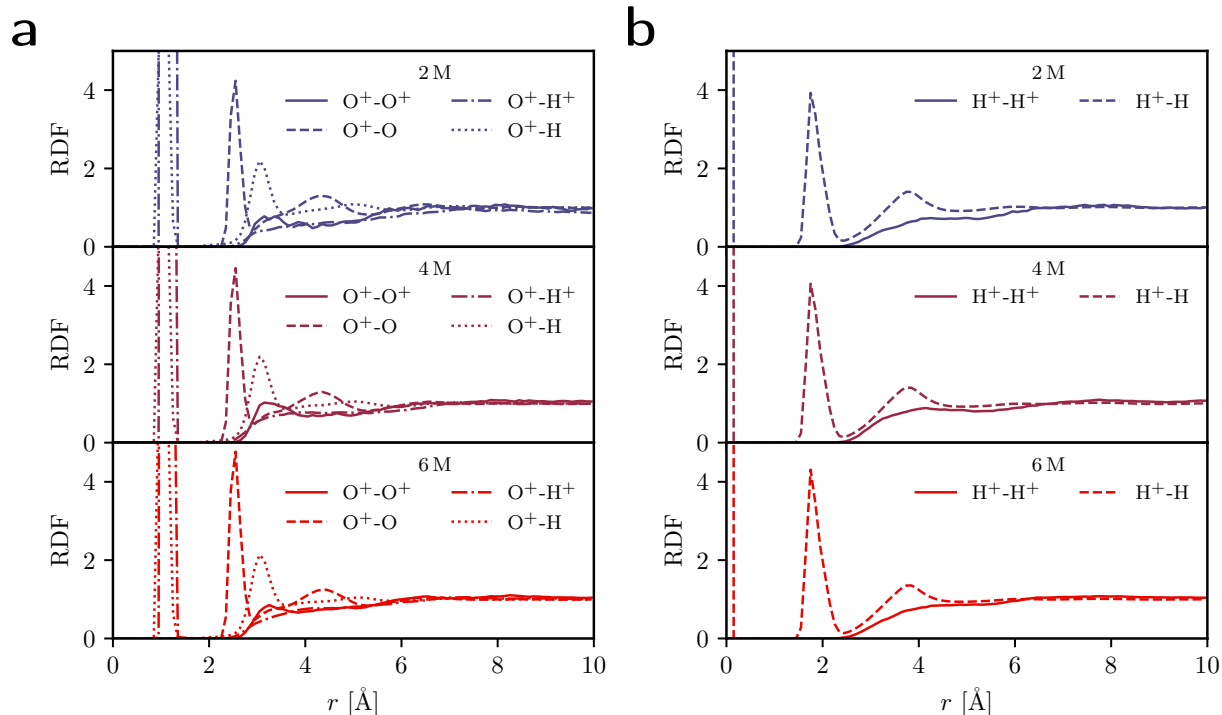 a
RDF
4
2
0
2 M
O⁺-O⁺
O⁺-H⁺
O⁺-O
O⁺-H
RDF
4
2
0
4 M
O⁺-O⁺
O⁺-H⁺
O⁺-O
O⁺-H
RDF
4
2
0
6 M
O⁺-O⁺
O⁺-H⁺
O⁺-O
O⁺-H
0 2 4 6 8 10
r [Å]
b
RDF
4
2
0
2 M
H⁺-H⁺ H⁺-H
RDF
4
2
0
4 M
H⁺-H⁺ H⁺-H
RDF
4
2
0
6 M
H⁺-H⁺ H⁺-H
0 2 4 6 8 10
r [Å]